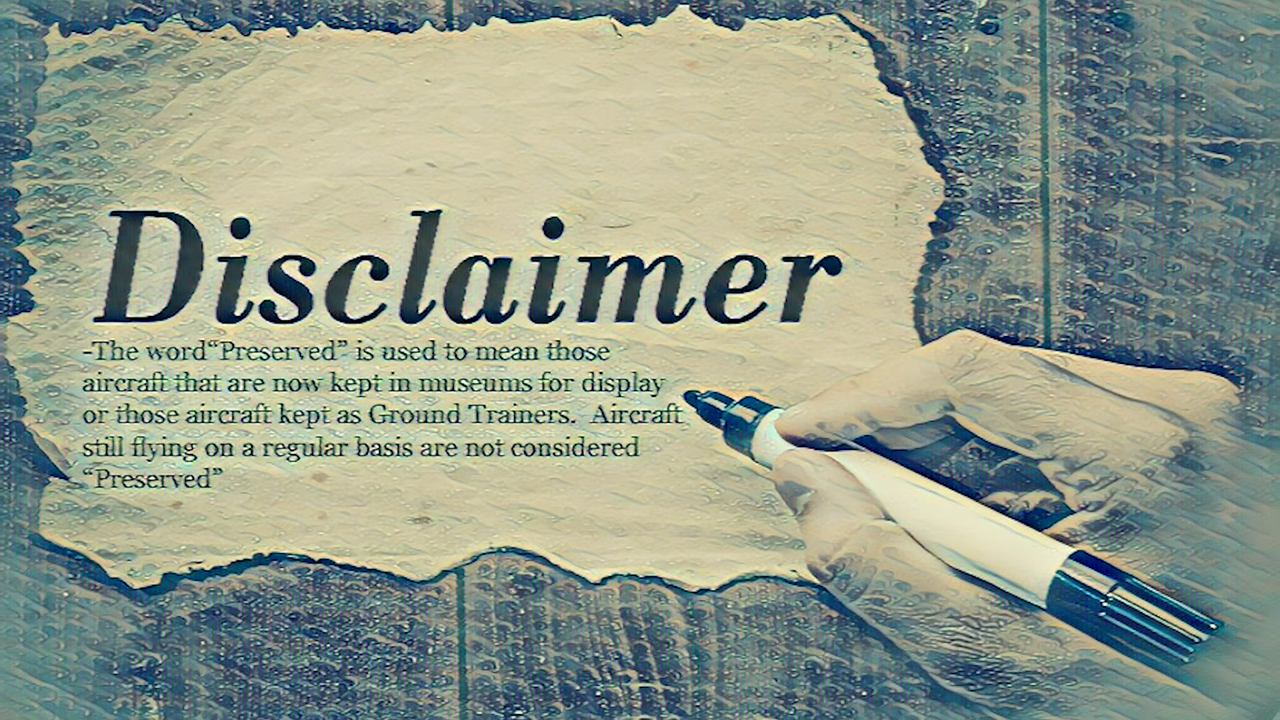 Disclaimer
-The word“Preserved” is used to mean those
aircraft that are now kept in museums for display
or those aircraft kept as Ground Trainers.  Aircraft
still flying on a regular basis are not considered
“Preserved”